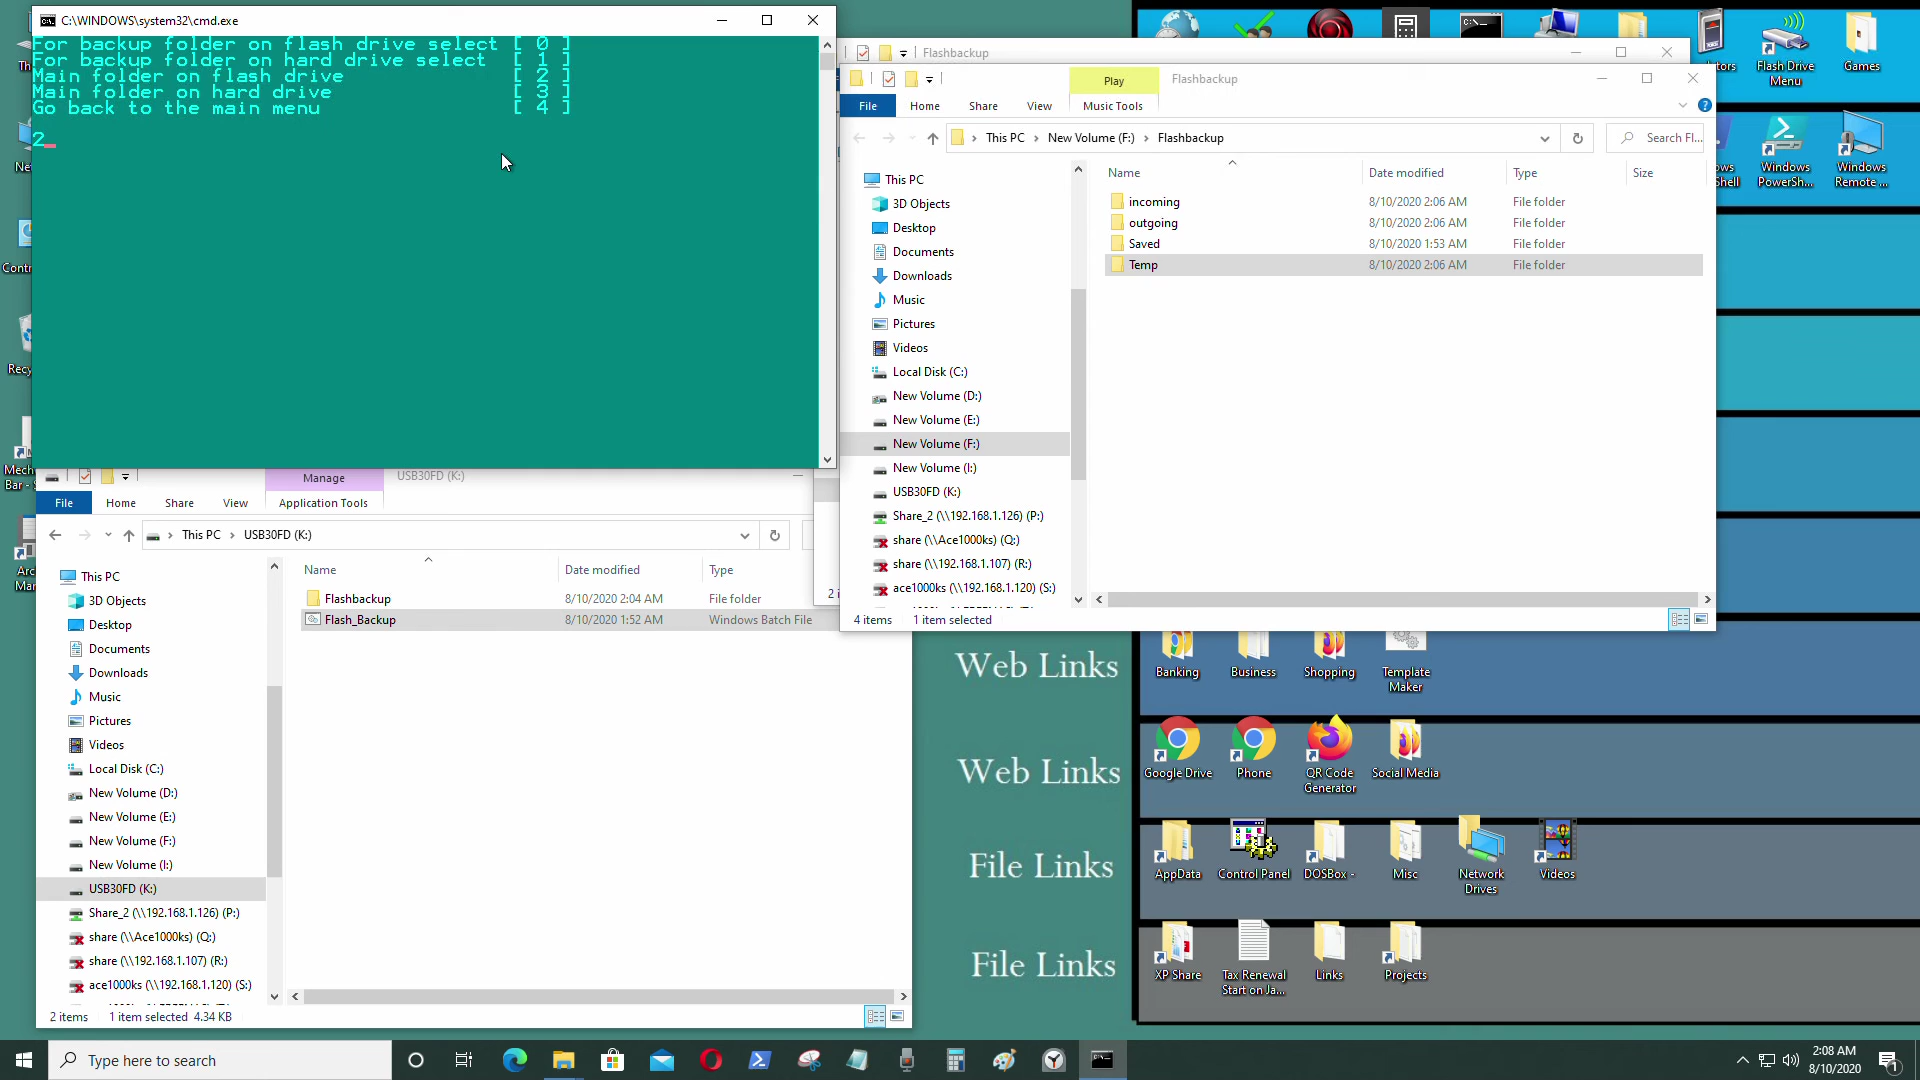 C:\WINDOWS\system32\cmd.exe
For backup folder on flash drive select [ 0 ]
For backup folder on hard drive select [ 1 ]
Main folder on flash drive [ 2 ]
Main folder on hard drive [ 3 ]
Go back to the main menu [ 4 ]
2
Flashbackup
Play
Flashbackup
File Home Share View Music Tools
This PC New Volume (F:) Flashbackup
Search Fl...
Name Date modified Type Size
incoming 8/10/2020 2:06 AM File folder
outgoing 8/10/2020 2:06 AM File folder
Saved 8/10/2020 1:53 AM File folder
Temp 8/10/2020 2:06 AM File folder
This PC
3D Objects
Desktop
Documents
Downloads
Music
Pictures
Videos
Local Disk (C:)
New Volume (D:)
New Volume (E:)
New Volume (F:)
New Volume (I:)
USB30FD (K:)
Share_2 (\\192.168.1.126) (P:)
share (\\Ace1000ks) (Q:)
share (\\192.168.1.107) (R:)
ace1000ks (\\192.168.1.120) (S:)
4 items 1 item selected
Manage
USB30FD (K:)
File Home Share View Application Tools
This PC USB30FD (K:)
Name Date modified Type
Flashbackup 8/10/2020 2:04 AM File folder
Flash_Backup 8/10/2020 1:52 AM Windows Batch File
This PC
3D Objects
Desktop
Documents
Downloads
Music
Pictures
Videos
Local Disk (C:)
New Volume (D:)
New Volume (E:)
New Volume (F:)
New Volume (I:)
USB30FD (K:)
Share_2 (\\192.168.1.126) (P:)
share (\\Ace1000ks) (Q:)
share (\\192.168.1.107) (R:)
ace1000ks (\\192.168.1.120) (S:)
2 items 1 item selected 4.34 KB
Flash Drive
Menu
Games
Windows
PowerSh...
Windows
Remote ...
Web Links
Banking
Business
Shopping
Template
Maker
Web Links
Google Drive
Phone
QR Code
Generator
Social Media
File Links
AppData
Control Panel
DOSBox -
Misc
Network
Drives
Videos
File Links
XP Share
Tax Renewal
Start on Ja...
Links
Projects
Type here to search
2:08 AM
8/10/2020
1